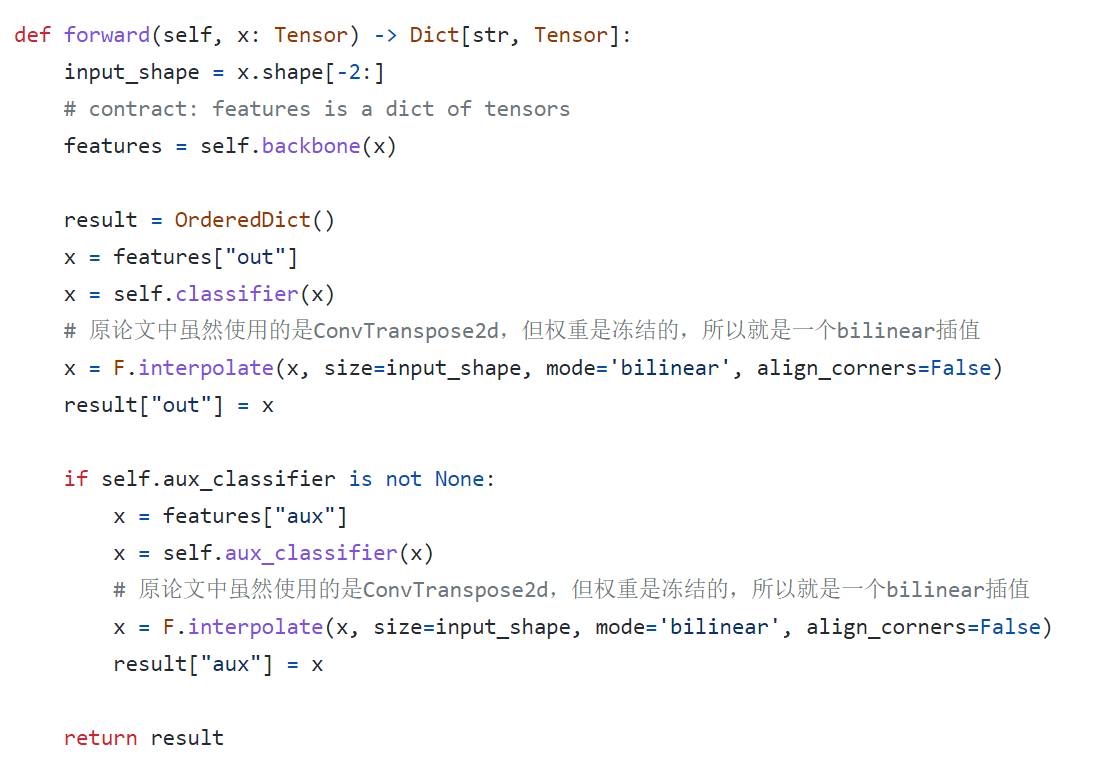 def forward(self, x: Tensor) -> Dict[str, Tensor]:
    input_shape = x.shape[-2:]
    # contract: features is a dict of tensors
    features = self.backbone(x)

    result = OrderedDict()
    x = features["out"]
    x = self.classifier(x)
    # 原论文中虽然使用的是ConvTranspose2d，但权重是冻结的，所以就是一个bilinear插值
    x = F.interpolate(x, size=input_shape, mode='bilinear', align_corners=False)
    result["out"] = x

    if self.aux_classifier is not None:
        x = features["aux"]
        x = self.aux_classifier(x)
        # 原论文中虽然使用的是ConvTranspose2d，但权重是冻结的，所以就是一个bilinear插值
        x = F.interpolate(x, size=input_shape, mode='bilinear', align_corners=False)
        result["aux"] = x

    return result